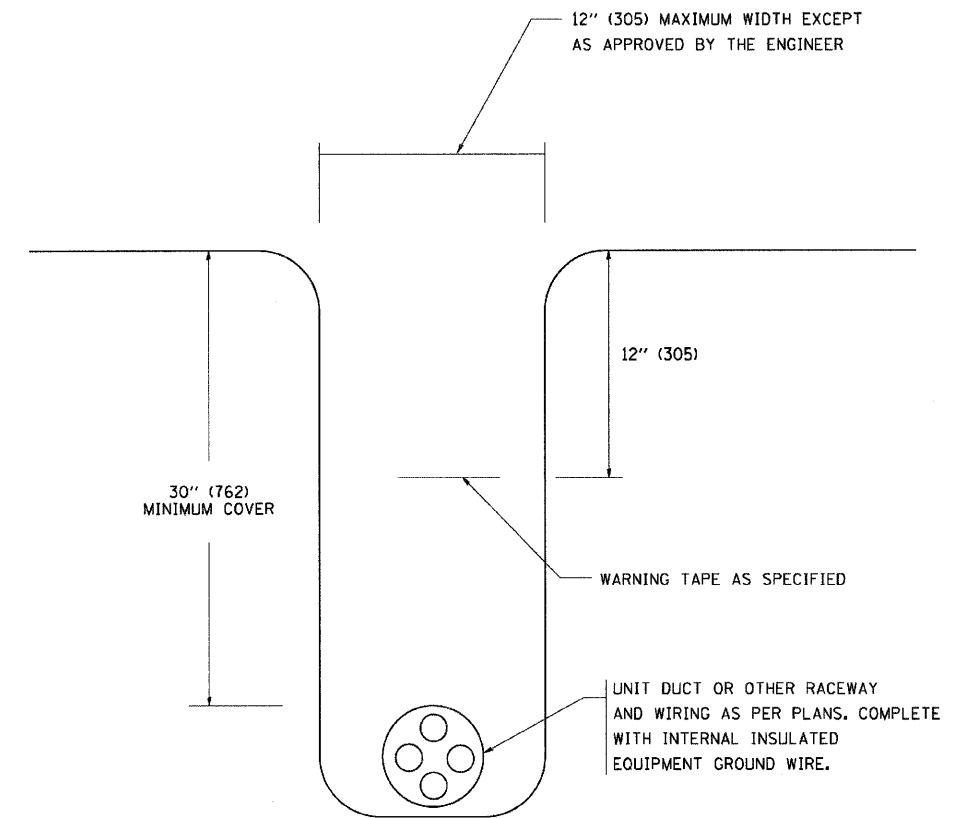 12″ (305) MAXIMUM WIDTH EXCEPT
AS APPROVED BY THE ENGINEER
12″ (305)
30″ (762)
MINIMUM COVER
WARNING TAPE AS SPECIFIED
UNIT DUCT OR OTHER RACEWAY
AND WIRING AS PER PLANS. COMPLETE
WITH INTERNAL INSULATED
EQUIPMENT GROUND WIRE.